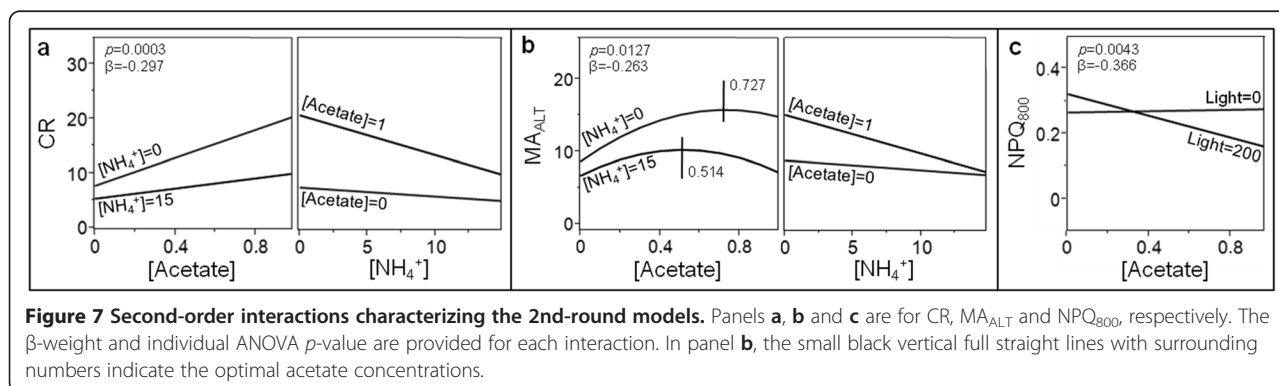 a
p=0.0003
β=-0.297
30
20
10
0
CR
[NH₄⁺]=0
[NH₄⁺]=15
0
0.4
0.8
[Acetate]
[Acetate]=1
[Acetate]=0
0
5
10
[NH₄⁺]
b
p=0.0127
β=-0.263
20
10
0
MA_ALT
0.727
[NH₄⁺]=0
[NH₄⁺]=15
0.514
0
0.4
0.8
[Acetate]
[Acetate]=1
[Acetate]=0
0
5
10
[NH₄⁺]
c
p=0.0043
β=-0.366
0.4
0.2
0
NPQ₈₀₀
Light=0
Light=200
0
0.4
0.8
[Acetate]
Figure 7 Second-order interactions characterizing the 2nd-round models. Panels a, b and c are for CR, MA_ALT and NPQ₈₀₀, respectively. The
β-weight and individual ANOVA p-value are provided for each interaction. In panel b, the small black vertical full straight lines with surrounding
numbers indicate the optimal acetate concentrations.